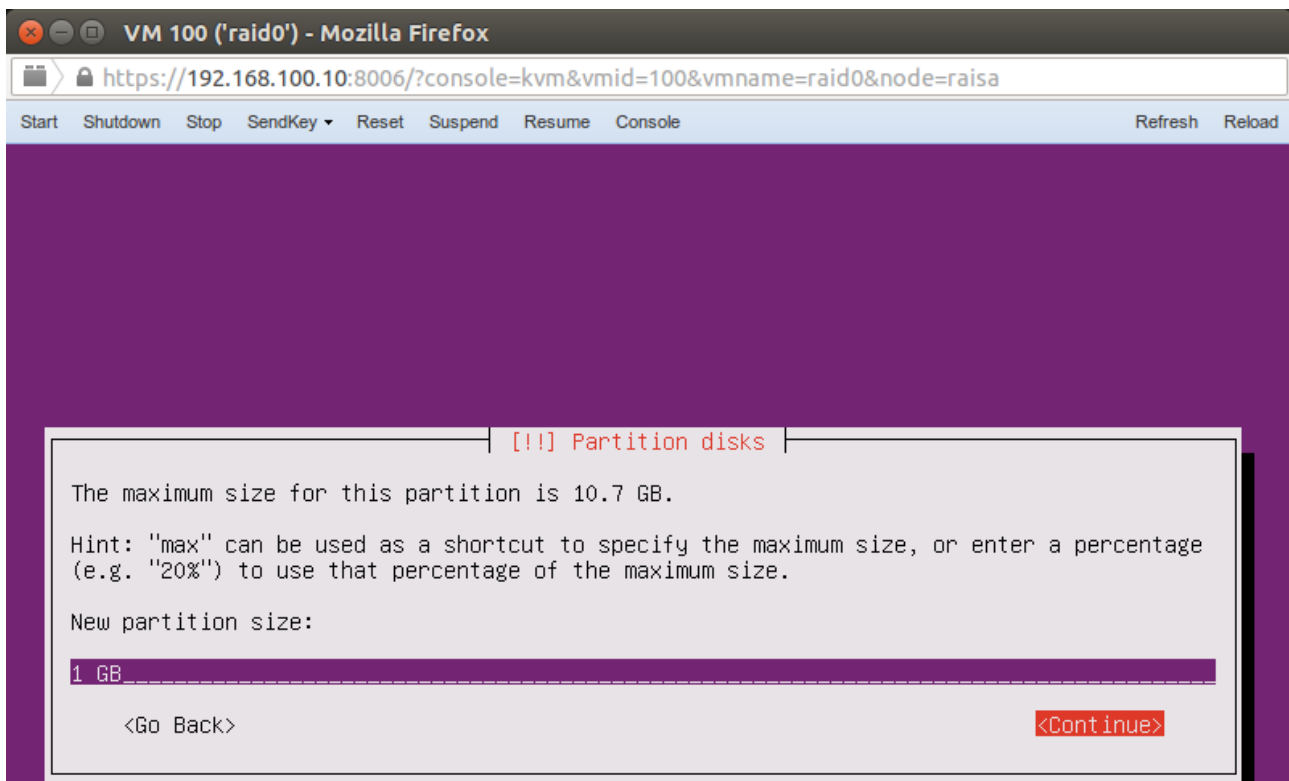 VM 100 ('raid0') - Mozilla Firefox
https://192.168.100.10:8006/?console=kvm&vmid=100&vmname=raid0&node=raisa
Start Shutdown Stop SendKey Reset Suspend Resume Console Refresh Reload
[!!] Partition disks
The maximum size for this partition is 10.7 GB.
Hint: "max" can be used as a shortcut to specify the maximum size, or enter a percentage
(e.g. "20%") to use that percentage of the maximum size.
New partition size:
1 GB
<Go Back> <Continue>